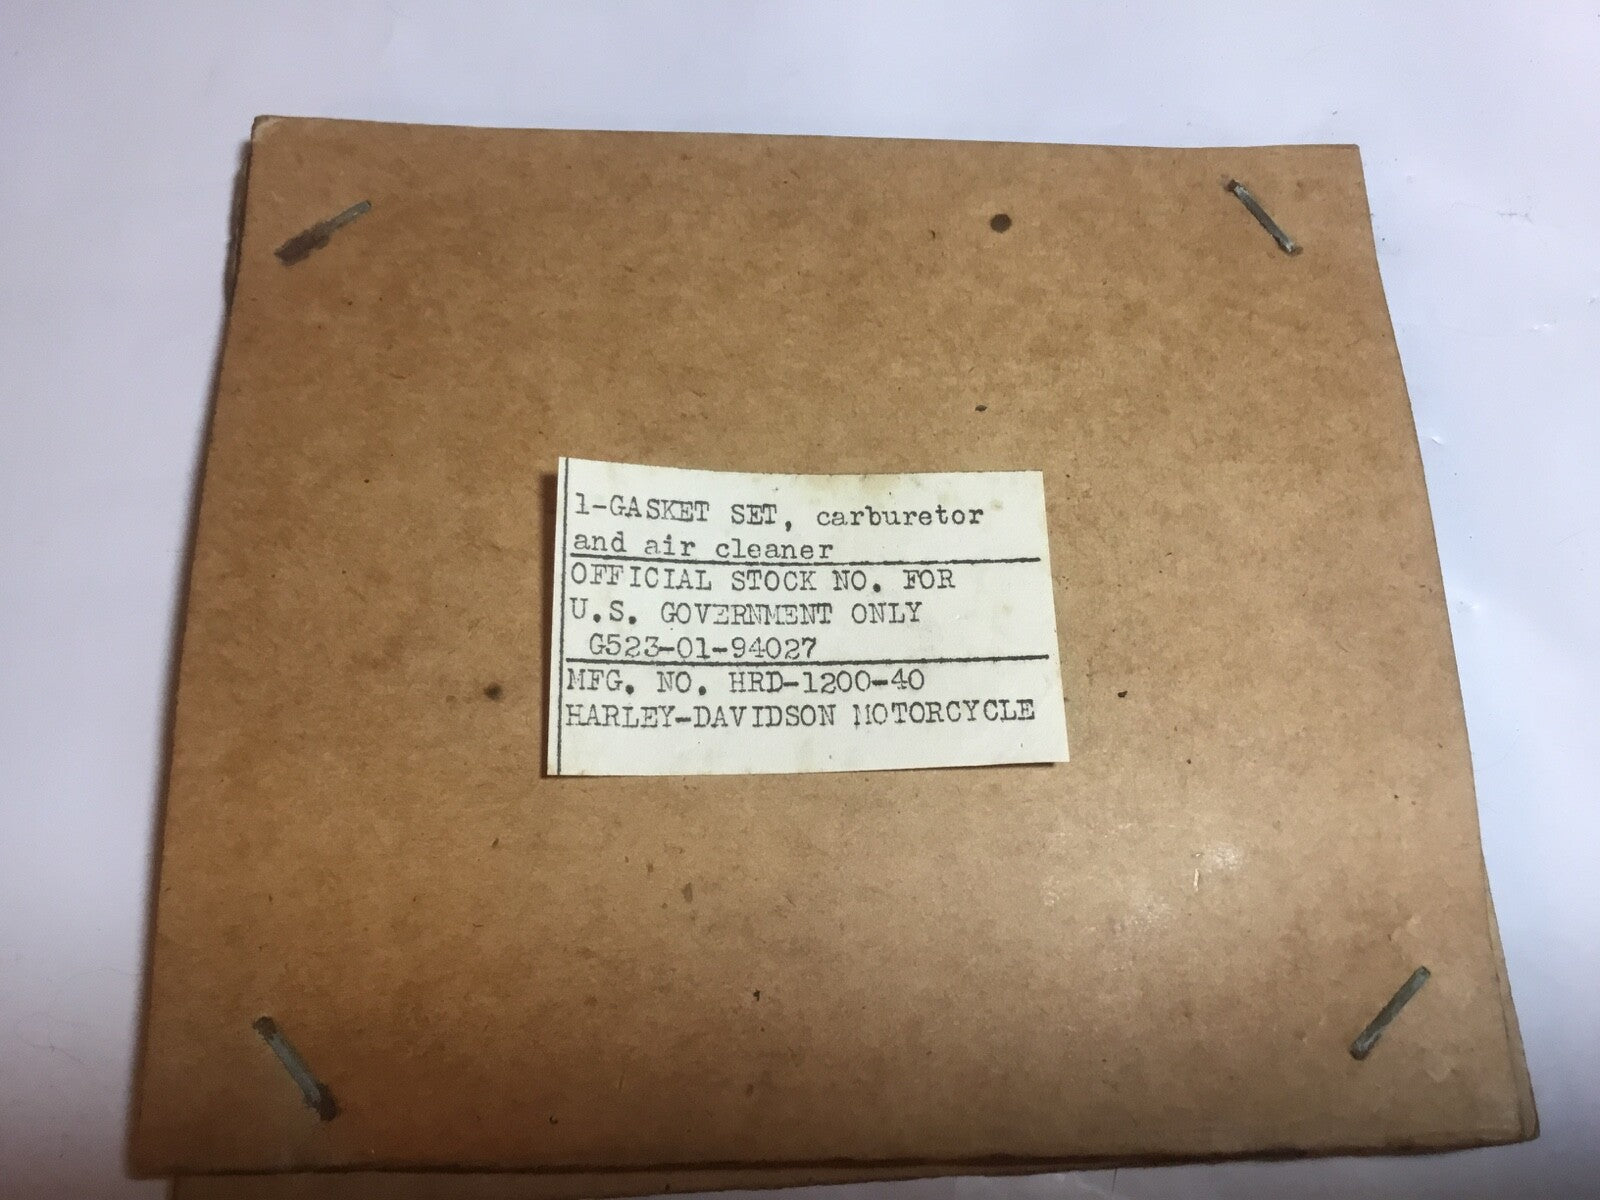 1-GASKET SET, carburetor
and air cleaner
OFFICIAL STOCK NO. FOR
U.S. GOVERNMENT ONLY
G523-01-94027
MFG. NO. HRD-1200-40
HARLEY-DAVIDSON MOTORCYCLE